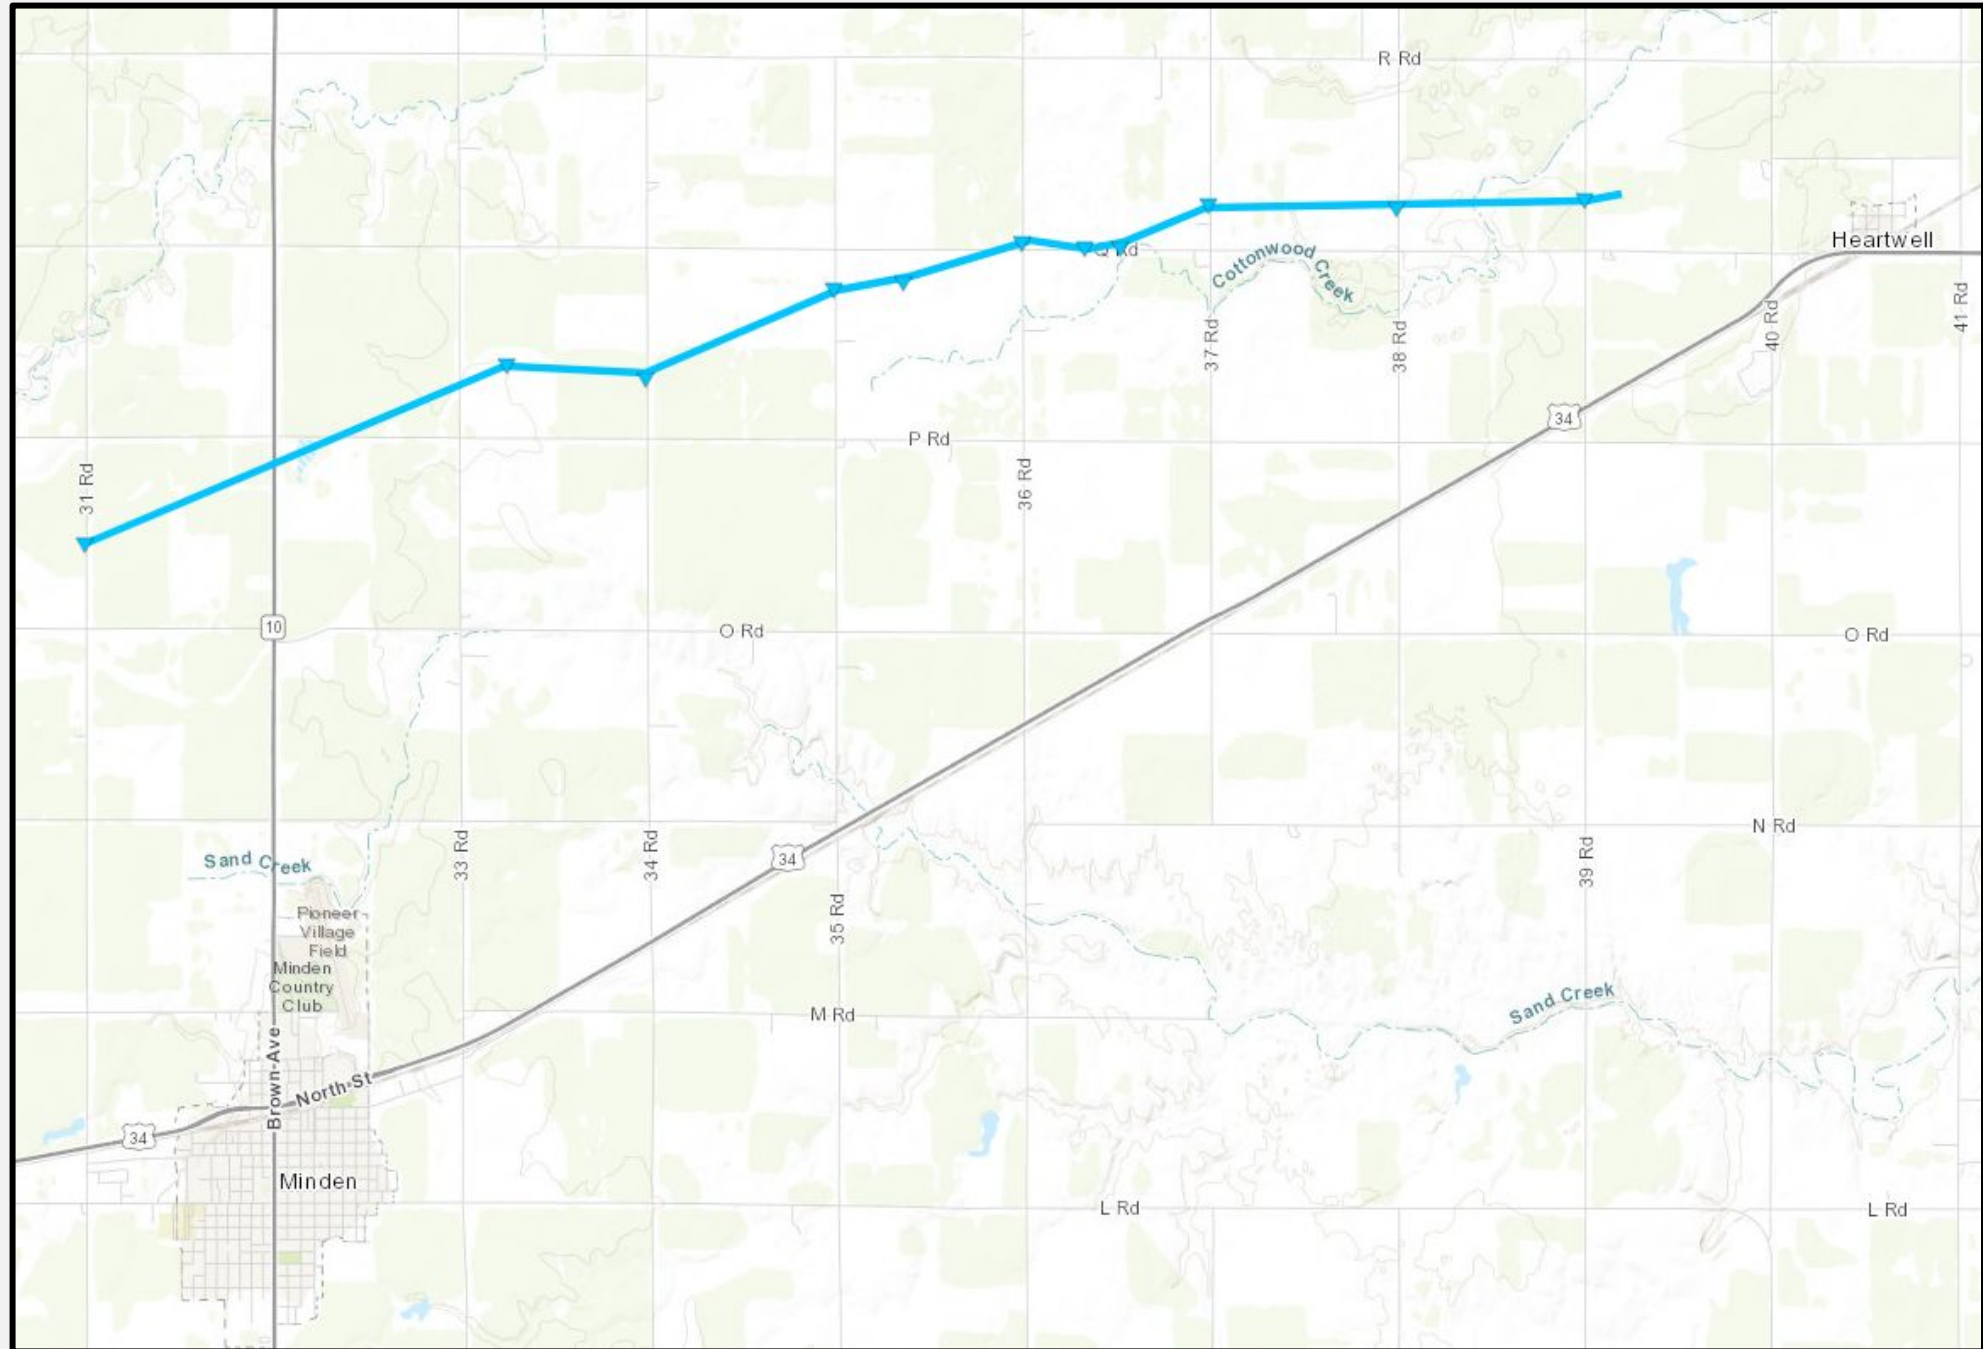 R Rd
Heartwell
Q Rd
Cottonwood
Creek
41 Rd
40 Rd
37 Rd
38 Rd
34
P Rd
31 Rd
36 Rd
10
O Rd
O Rd
N Rd
33 Rd
34 Rd
34
39 Rd
Sand Creek
35 Rd
Pioneer
Village
Field
Minden
Country
Club
Sand Creek
M Rd
Brown Ave
North St
34
Minden
L Rd
L Rd